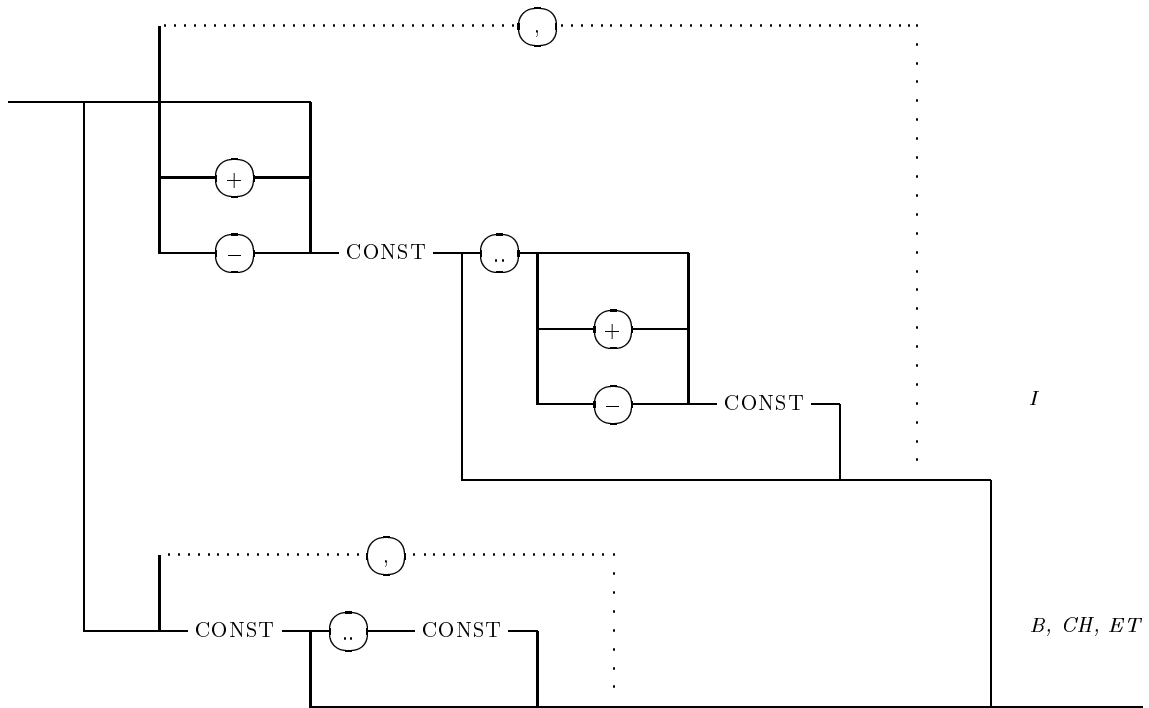 ,
+
− CONST ..
+
− CONST I
,
CONST .. CONST B, CH, ET